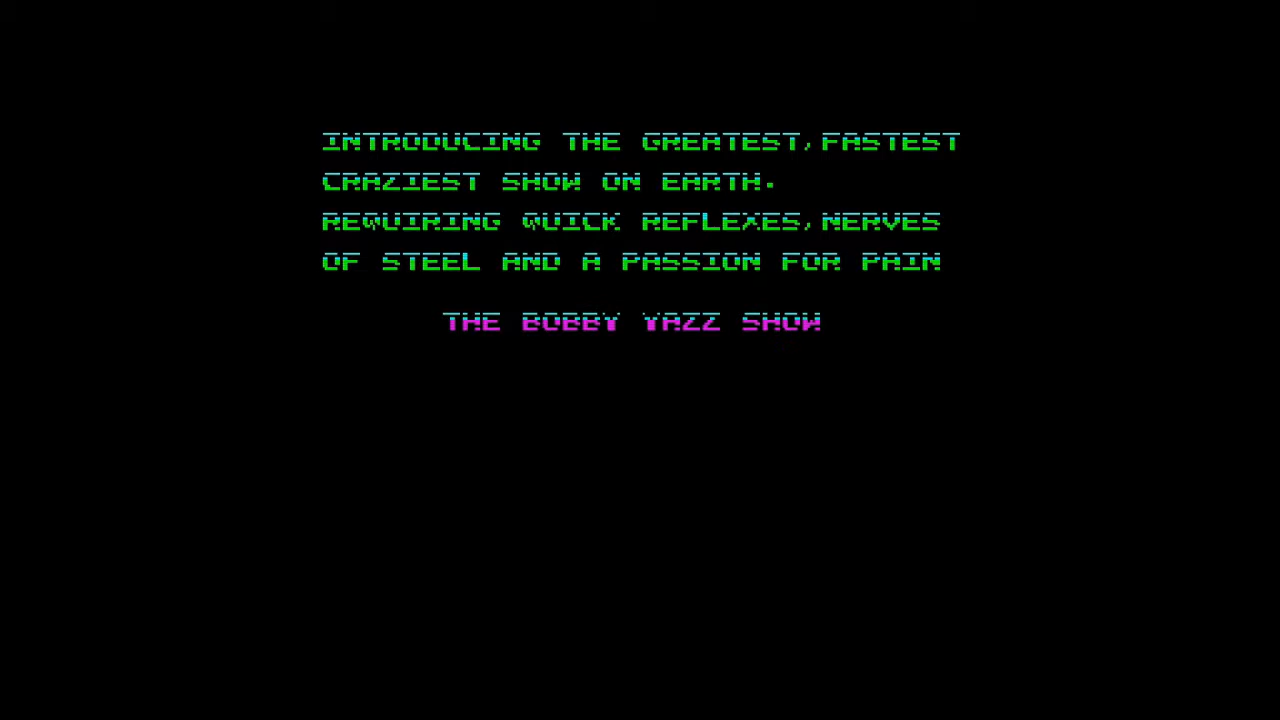 INTRODUCING THE GREATEST,FASTEST
CRAZIEST SHOW ON EARTH.
REQUIRING QUICK REFLEXES,NERVES
OF STEEL AND A PASSION FOR PAIN
THE BOBBY YAZZ SHOW